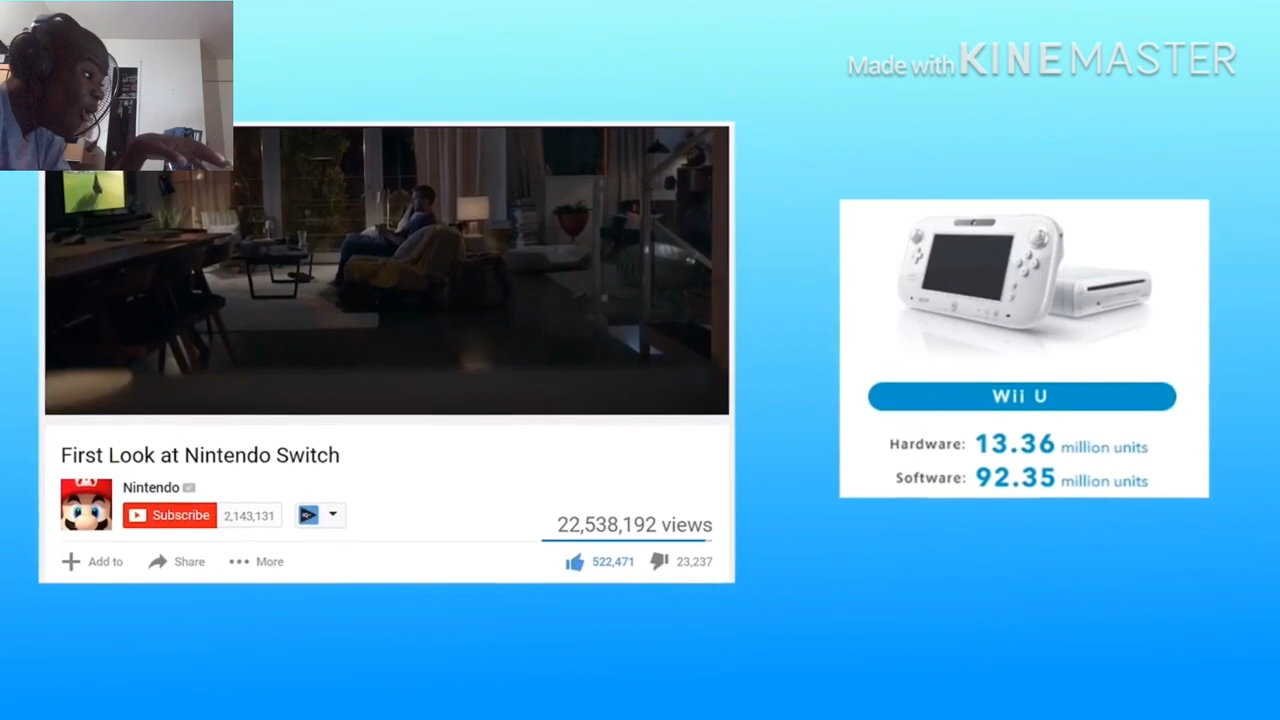 Made with KINEMASTER
First Look at Nintendo Switch
Nintendo
Subscribe 2,143,131
22,538,192 views
Add to Share More 522,471 23,237
Wii U
Hardware: 13.36 million units
Software: 92.35 million units